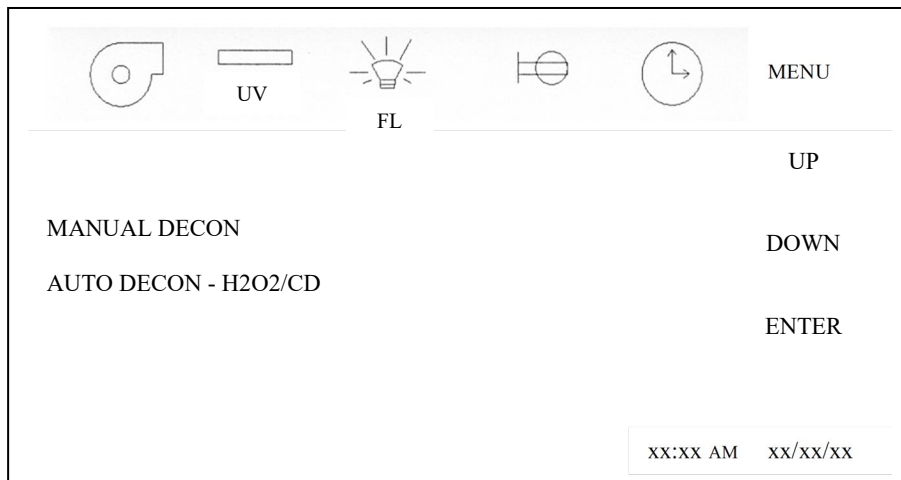 UV
FL
MENU
UP
MANUAL DECON
DOWN
AUTO DECON - H2O2/CD
ENTER
xx:xx AM xx/xx/xx